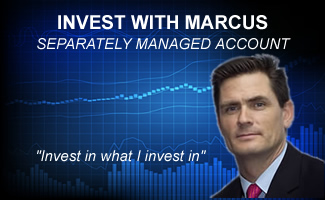 INVEST WITH MARCUS
SEPARATELY MANAGED ACCOUNT
"Invest in what I invest in"